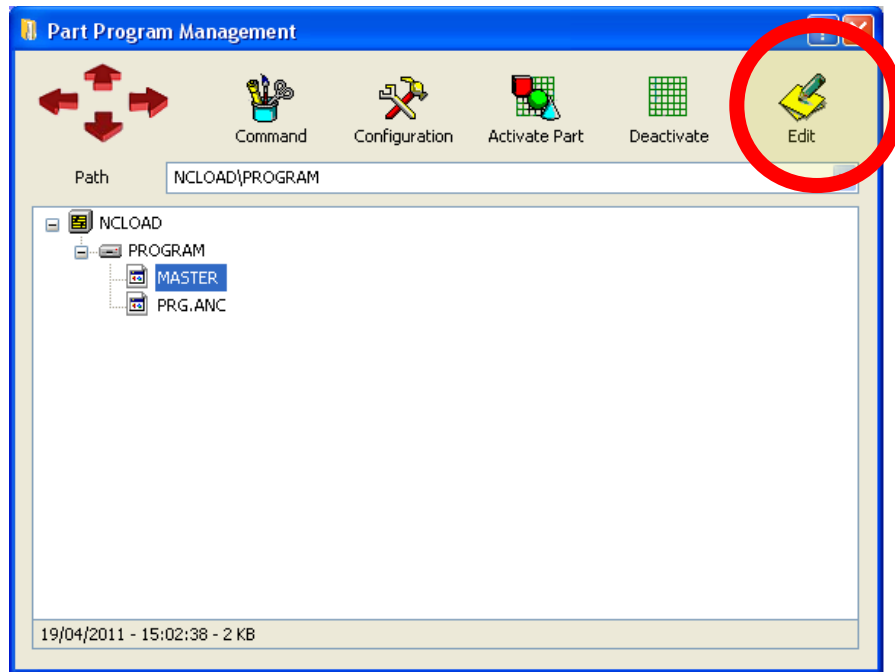 Part Program Management
Command Configuration Activate Part Deactivate Edit
Path NCLOAD\PROGRAM
NCLOAD
PROGRAM
MASTER
PRG.ANC
19/04/2011 - 15:02:38 - 2 KB